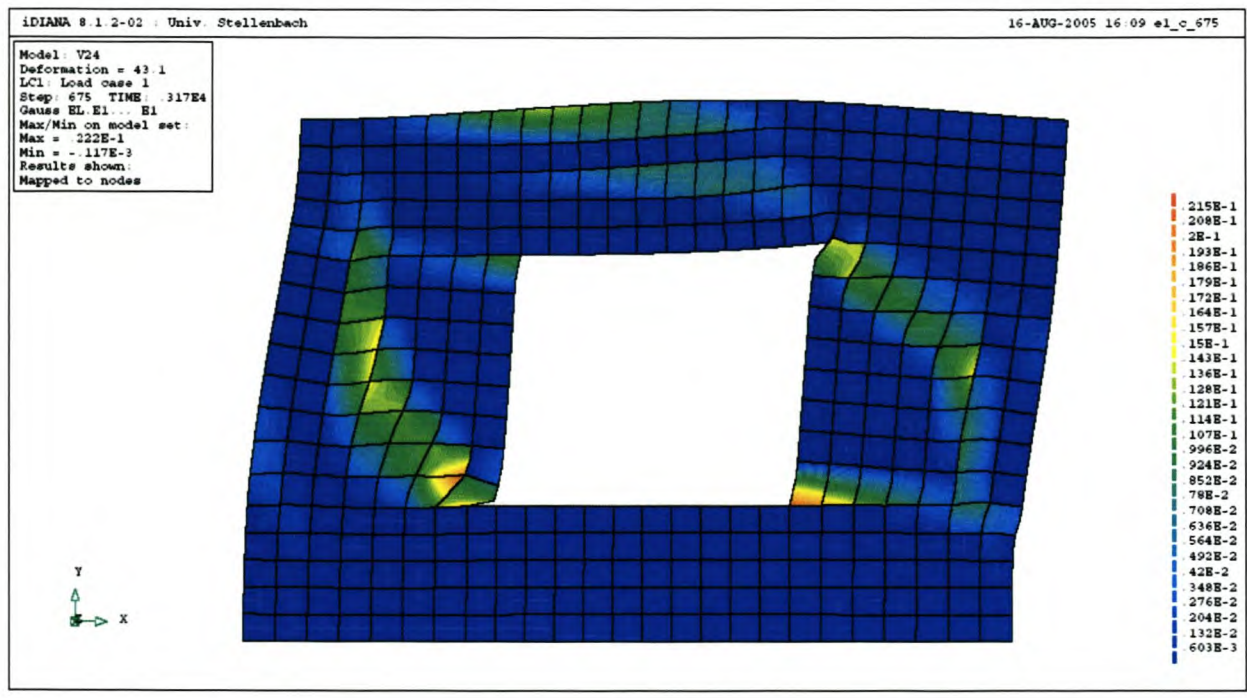 iDIANA 8.1.2-02 : Univ. Stellenbach
16-AUG-2005 16:09 el_c_675
Model: V24
Deformation = 43.1
LC1: Load case 1
Step: 675 TIME: .317E4
Gauss EL.E1... E1
Max/Min on model set:
Max = .222E-1
Min = -.117E-3
Results shown:
Mapped to nodes
.215E-1
.208E-1
.2E-1
.193E-1
.186E-1
.179E-1
.172E-1
.164E-1
.157E-1
.15E-1
.143E-1
.136E-1
.128E-1
.121E-1
.114E-1
.107E-1
.996E-2
.924E-2
.852E-2
.78E-2
.708E-2
.636E-2
.564E-2
.492E-2
.42E-2
.348E-2
.276E-2
.204E-2
.132E-2
.603E-3
Y
X